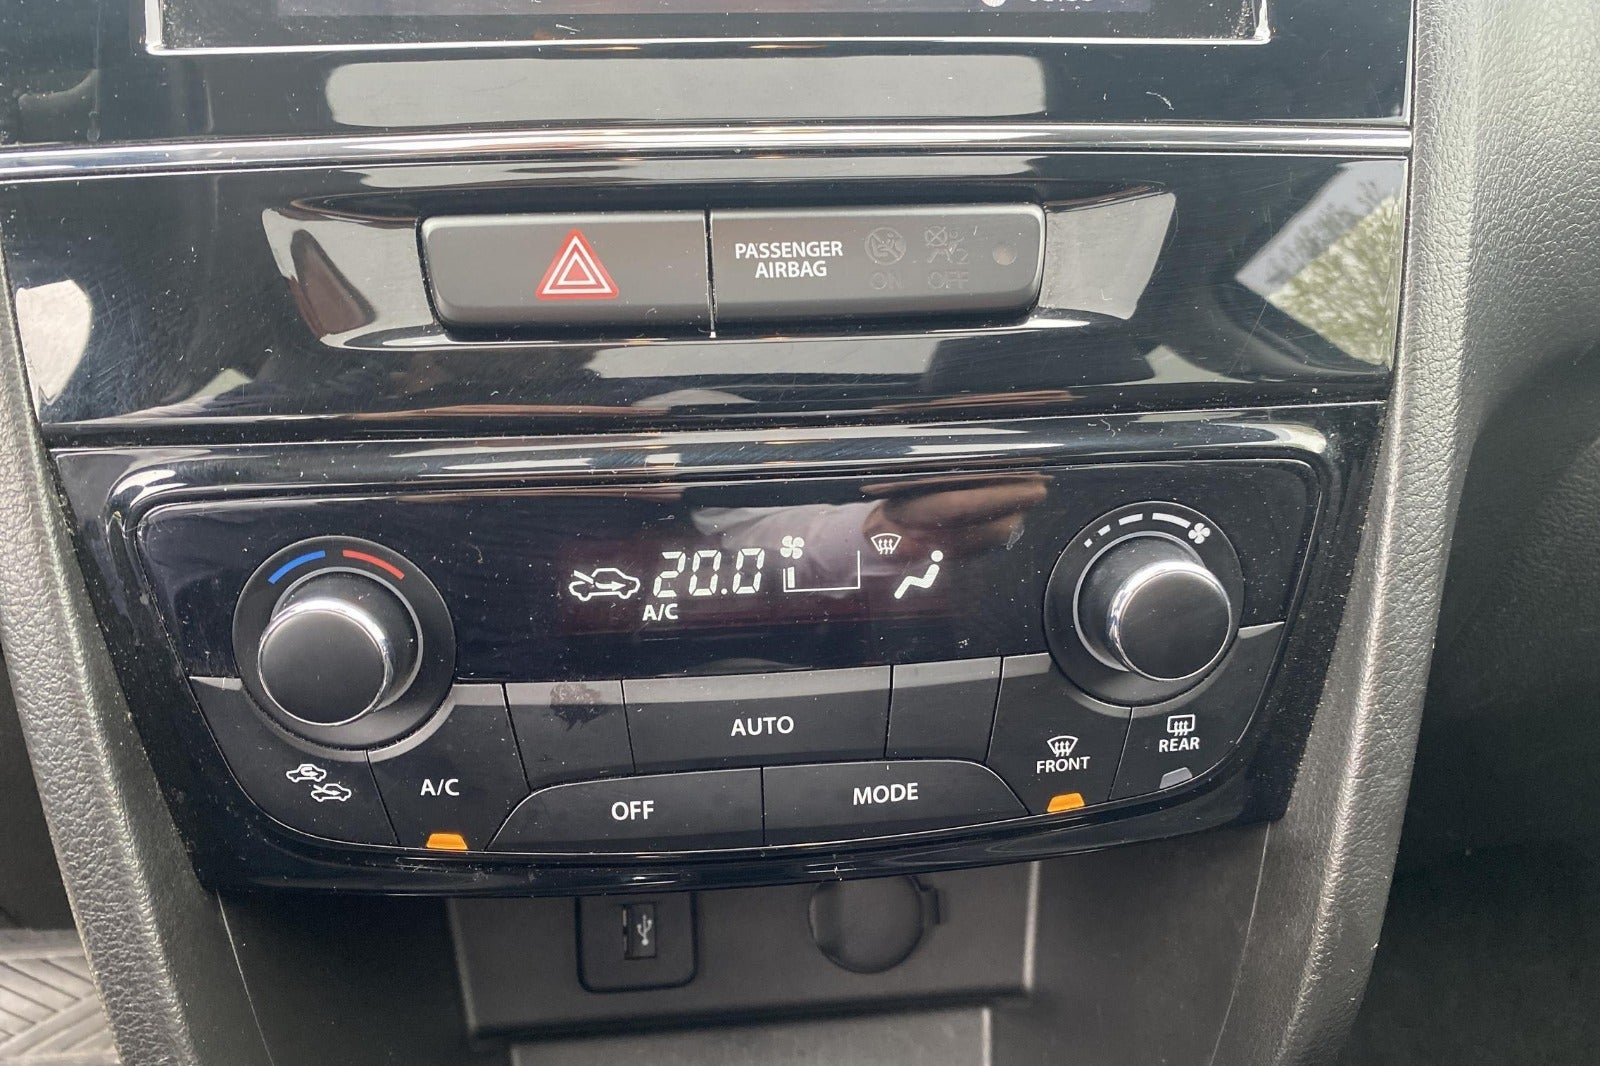 PASSENGER
AIRBAG
ON OFF
20.0
A/C
AUTO
A/C
OFF
MODE
FRONT
REAR